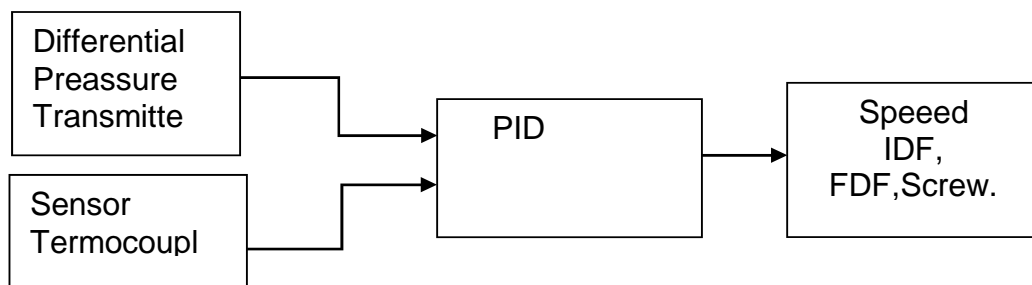 Differential
Preassure
Transmitte
Sensor
Termocoupl
PID
Speeed
IDF,
FDF,Screw.